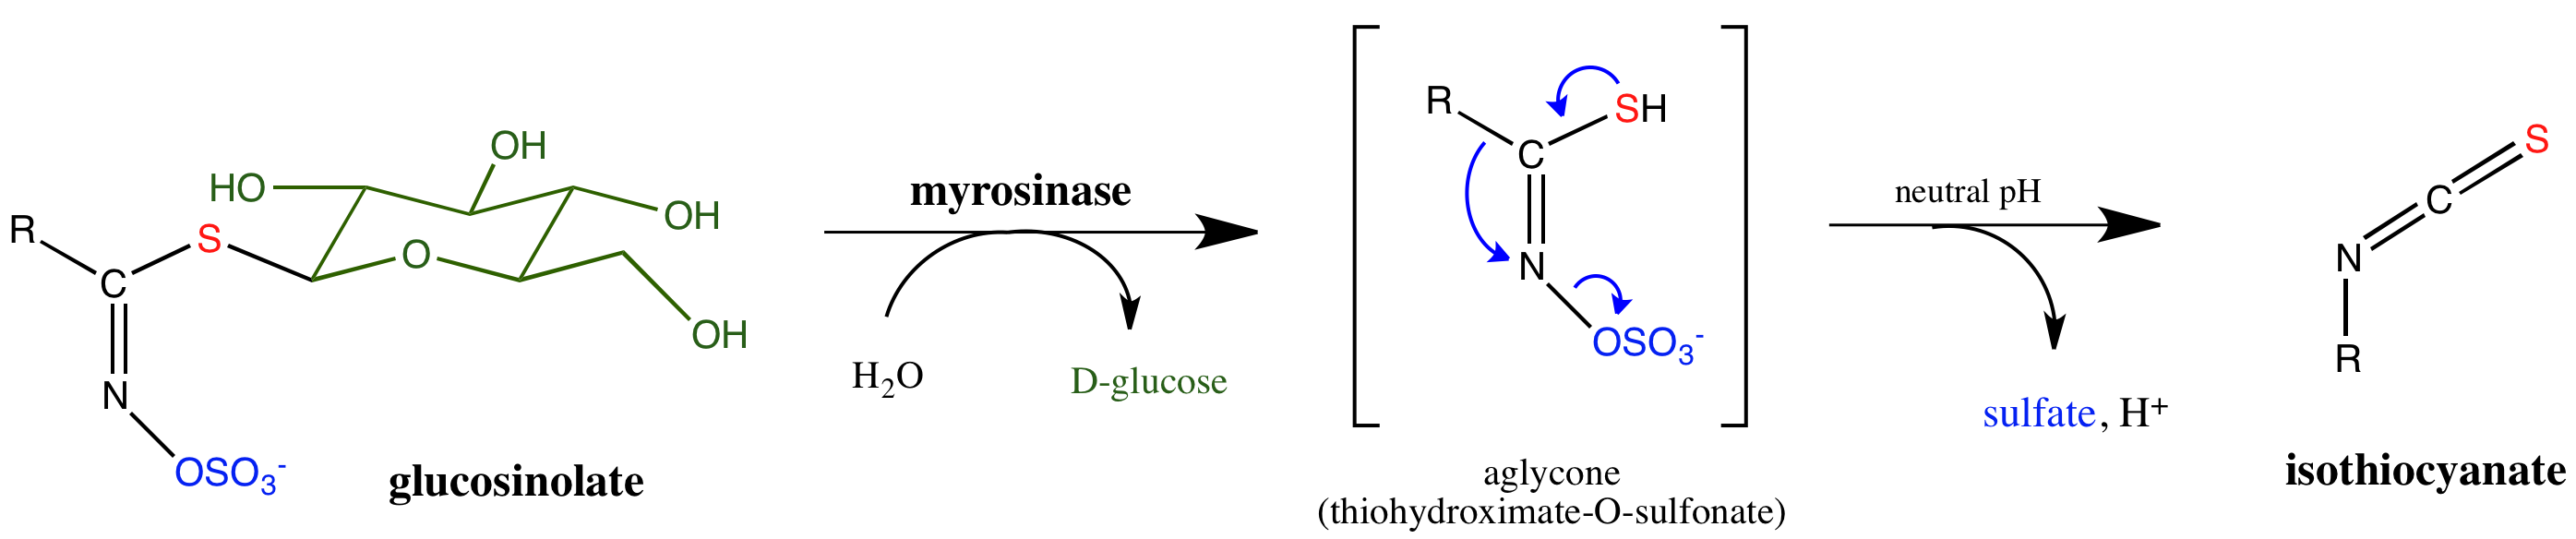 R
C
N
OSO3-
S
HO
OH
OH
O
OH
glucosinolate
myrosinase
H2O
D-glucose
R
SH
C
N
OSO3-
aglycone
(thiohydroximate-O-sulfonate)
neutral pH
sulfate, H+
S
C
N
R
isothiocyanate